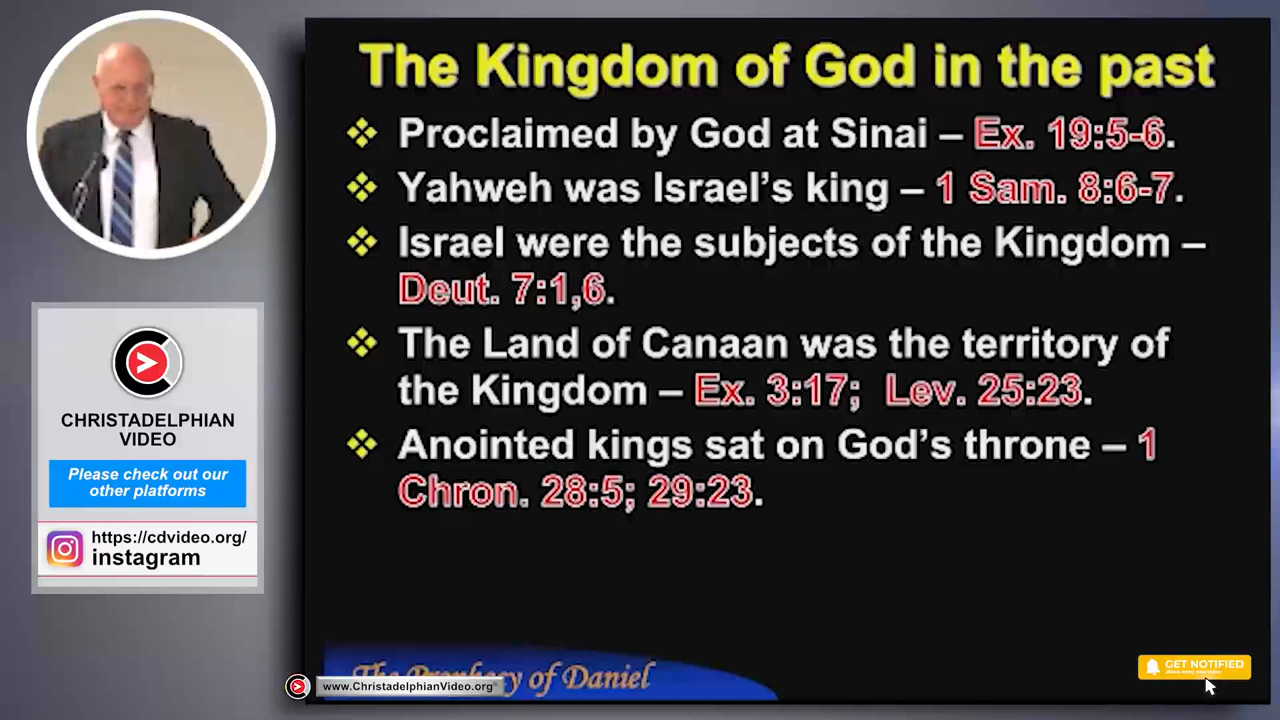 The Kingdom of God in the past
❖ Proclaimed by God at Sinai – Ex. 19:5-6.
❖ Yahweh was Israel’s king – 1 Sam. 8:6-7.
❖ Israel were the subjects of the Kingdom –
Deut. 7:1,6.
❖ The Land of Canaan was the territory of
the Kingdom – Ex. 3:17; Lev. 25:23.
❖ Anointed kings sat on God’s throne – 1
Chron. 28:5; 29:23.
CHRISTADELPHIAN
VIDEO
Please check out our
other platforms
https://cdvideo.org/
instagram
The Prophecy of Daniel
www.ChristadelphianVideo.org
GET NOTIFIED